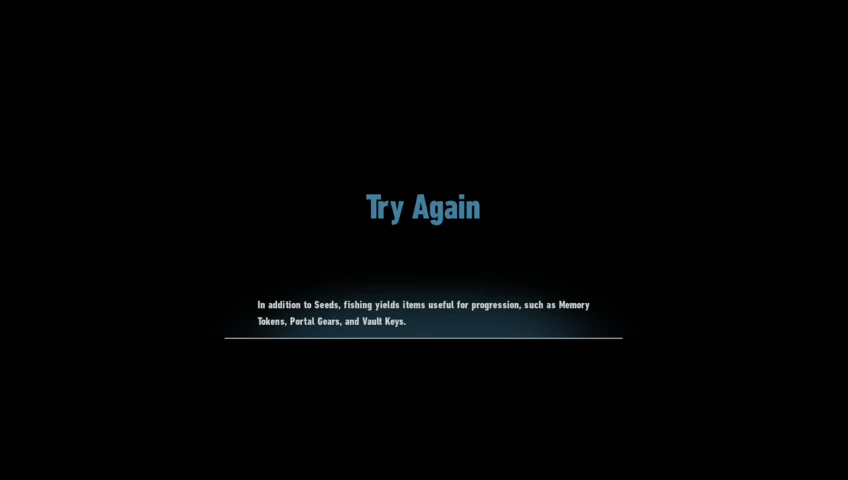 Try Again
In addition to Seeds, fishing yields items useful for progression, such as Memory
Tokens, Portal Gears, and Vault Keys.